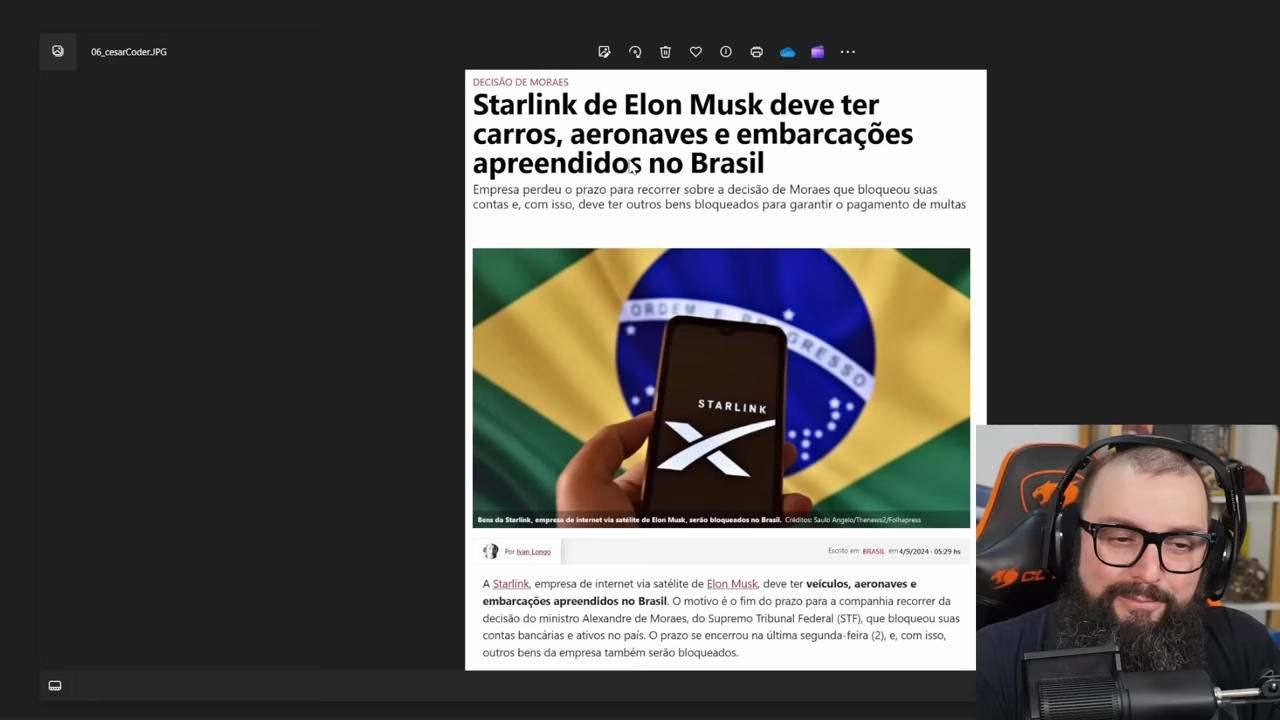 06_cesarCoder.JPG
DECISÃO DE MORAES
Starlink de Elon Musk deve ter
carros, aeronaves e embarcações
apreendidos no Brasil
Empresa perdeu o prazo para recorrer sobre a decisão de Moraes que bloqueou suas
contas e, com isso, deve ter outros bens bloqueados para garantir o pagamento de multas
ORDEM E PROGRESSO
STARLINK
Bens da Starlink, empresa de internet via satélite de Elon Musk, serão bloqueados no Brasil. Créditos: Saulo Angelo/Thenews2/Folhapress
Por Ivan Longo
Escrito em BRASIL em 4/9/2024 · 05:29 hs
A Starlink, empresa de internet via satélite de Elon Musk, deve ter veículos, aeronaves e
embarcações apreendidos no Brasil. O motivo é o fim do prazo para a companhia recorrer da
decisão do ministro Alexandre de Moraes, do Supremo Tribunal Federal (STF), que bloqueou suas
contas bancárias e ativos no país. O prazo se encerrou na última segunda-feira (2), e, com isso,
outros bens da empresa também serão bloqueados.